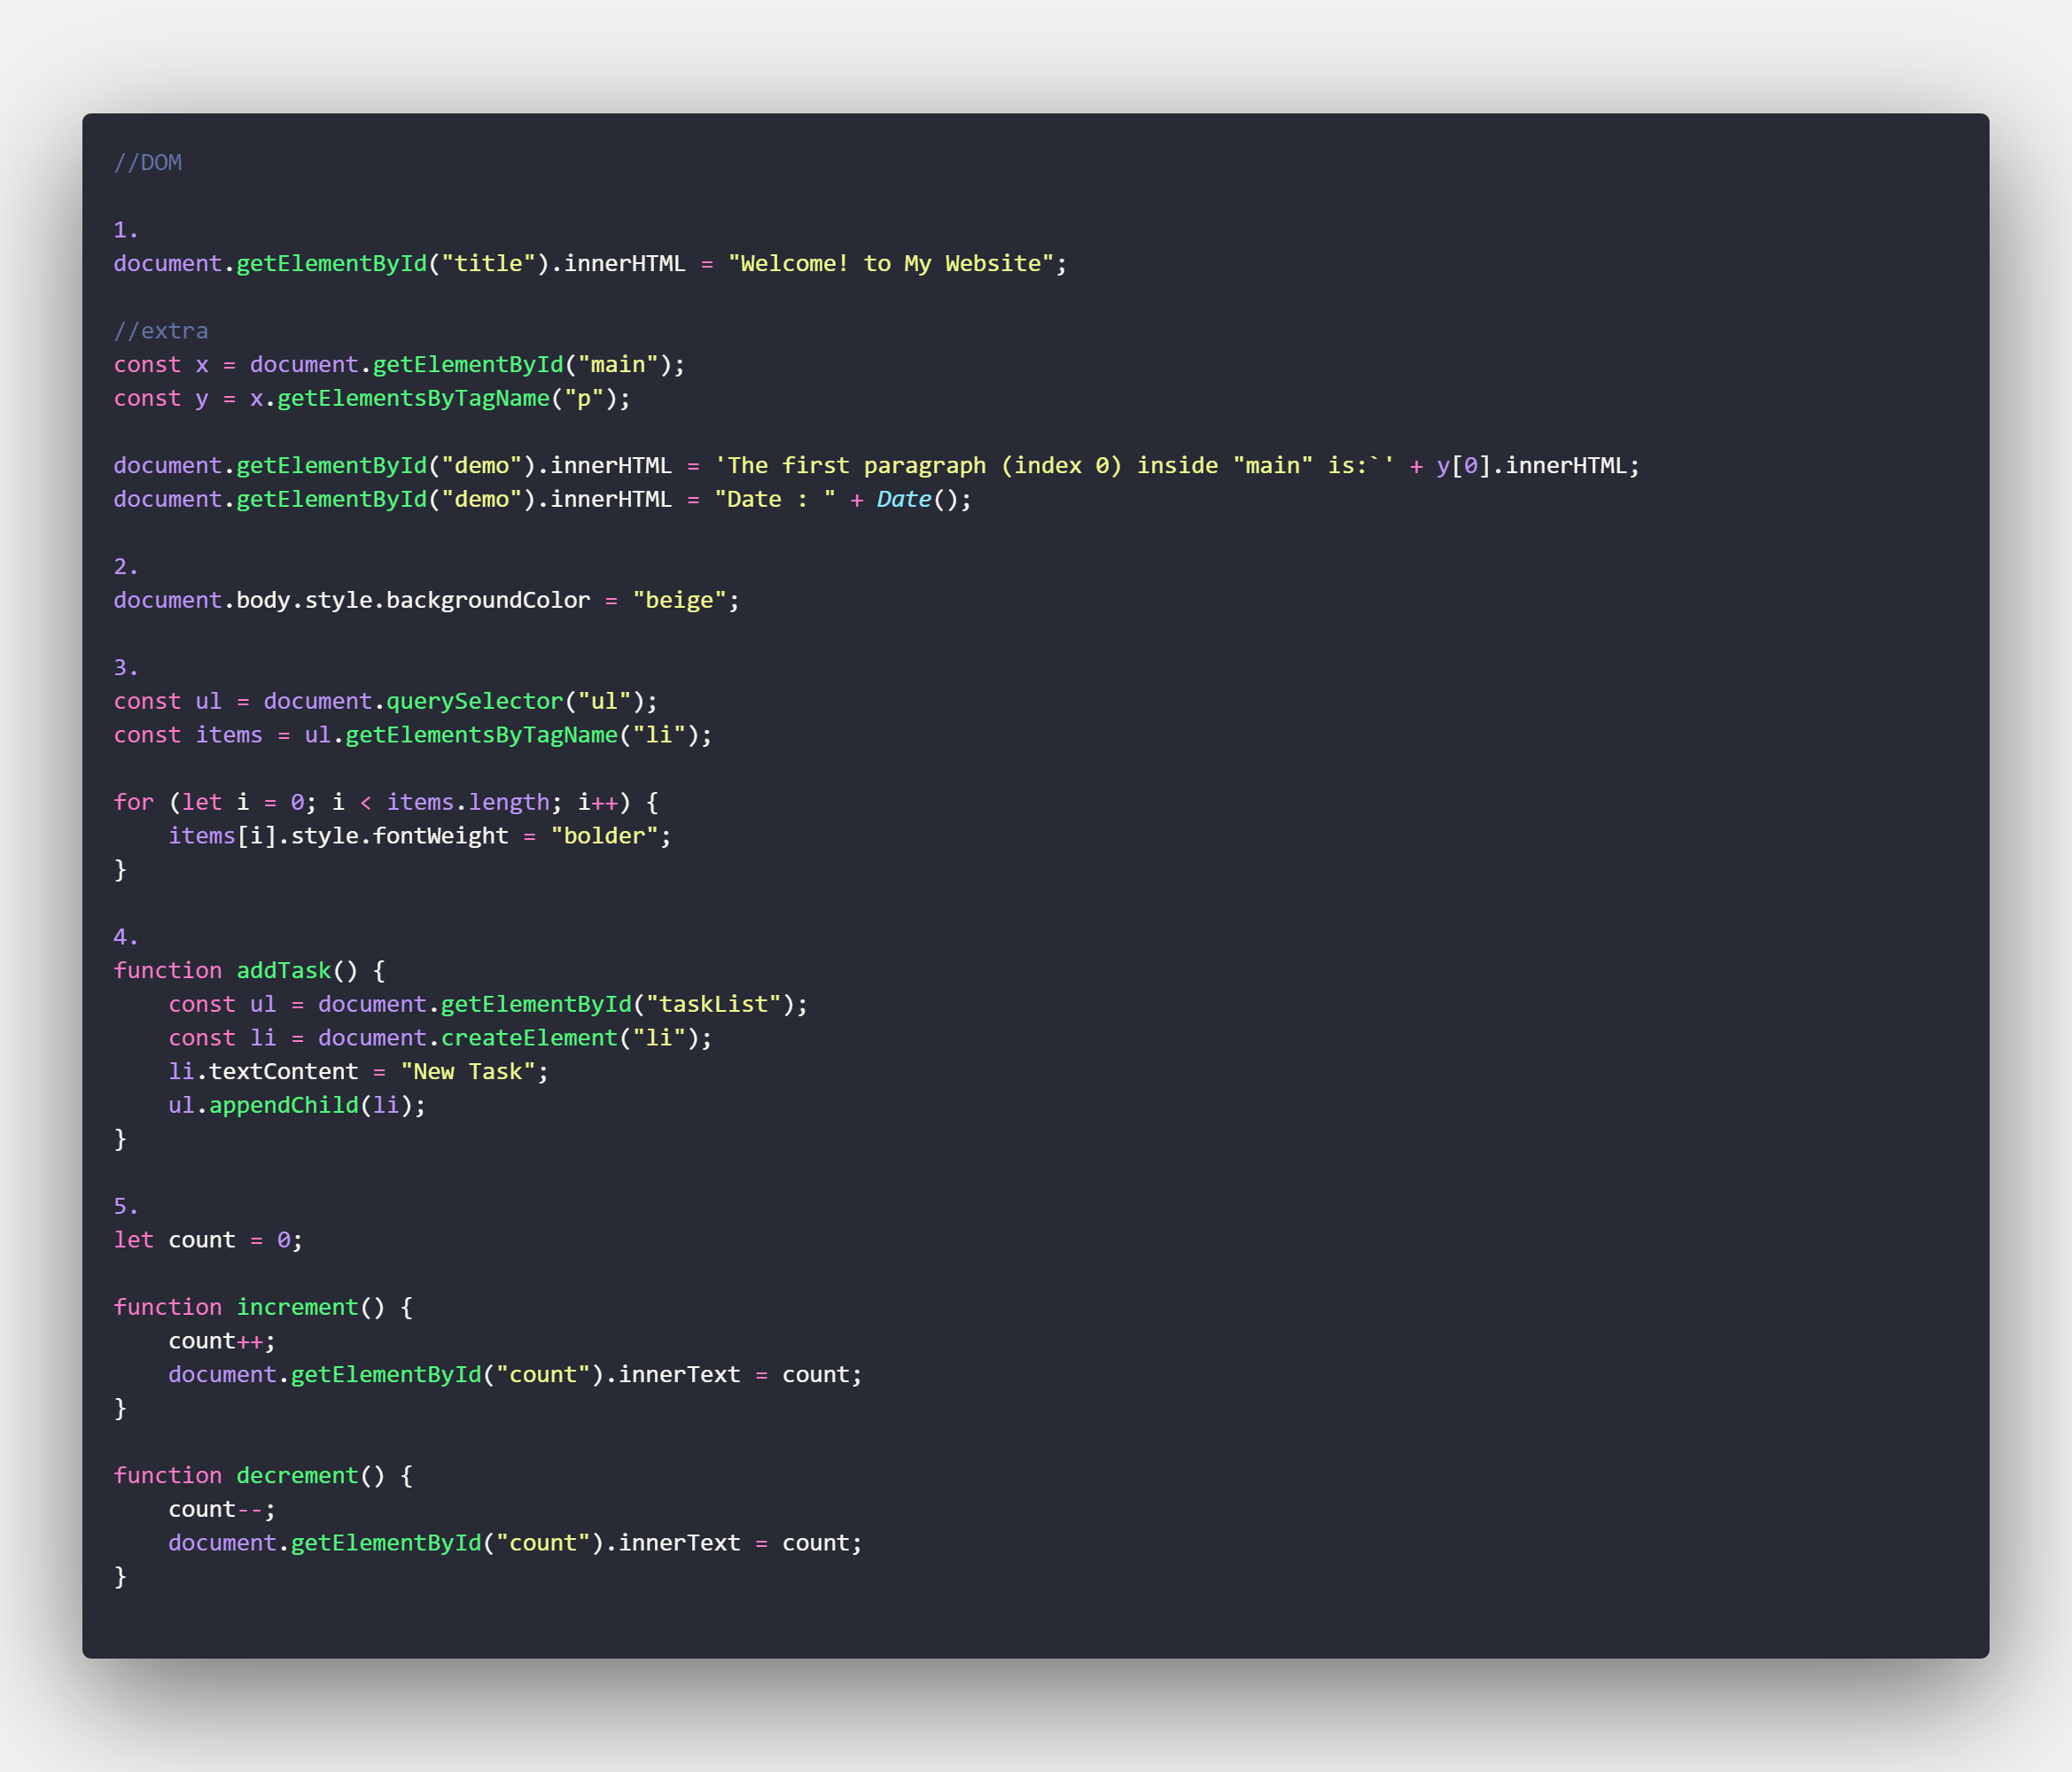 //DOM
1.
document.getElementById("title").innerHTML = "Welcome! to My Website";
//extra
const x = document.getElementById("main");
const y = x.getElementsByTagName("p");
document.getElementById("demo").innerHTML = 'The first paragraph (index 0) inside "main" is:`' + y[0].innerHTML;
document.getElementById("demo").innerHTML = "Date : " + Date();
2.
document.body.style.backgroundColor = "beige";
3.
const ul = document.querySelector("ul");
const items = ul.getElementsByTagName("li");
for (let i = 0; i < items.length; i++) {
    items[i].style.fontWeight = "bolder";
}
4.
function addTask() {
    const ul = document.getElementById("taskList");
    const li = document.createElement("li");
    li.textContent = "New Task";
    ul.appendChild(li);
}
5.
let count = 0;
function increment() {
    count++;
    document.getElementById("count").innerText = count;
}
function decrement() {
    count--;
    document.getElementById("count").innerText = count;
}